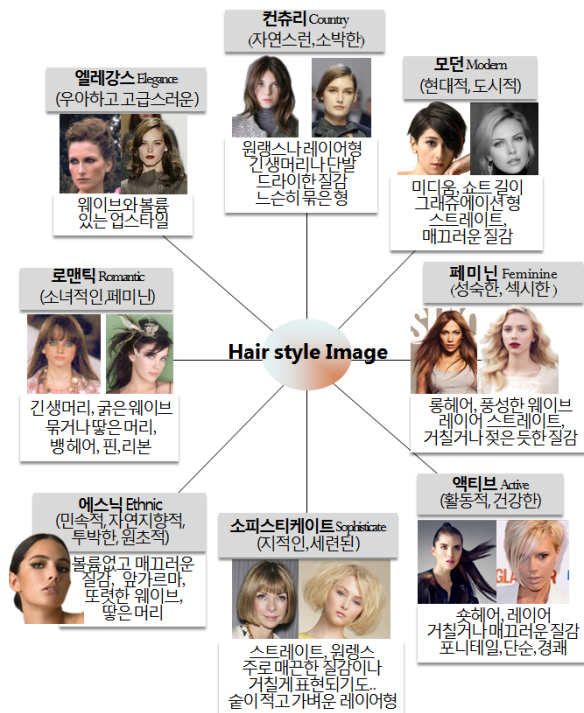 컨츄리 Country
(자연스런,소박한)
원랭스나 레이어형
긴생머리나 단발
드라이한 질감
느슨히 묶은 형
엘레강스 Elegance
(우아하고 고급스러운)
웨이브와 볼륨
있는 업스타일
모던 Modern
(현대적, 도시적)
미디움, 쇼트 길이
그래쥬에이션 형
스트레이트,
매끄러운 질감
로맨틱 Romantic
(소녀적인,페미닌)
긴 생머리, 굵은 웨이브
묶거나 땋은 머리,
뱅 헤어, 핀,리본
Hair style Image
페미닌 Feminine
(성숙한, 섹시한 )
롱헤어, 풍성한 웨이브
레이어 스트레이트,
거칠거나 젖은 듯한 질감
에스닉 Ethnic
(민속적, 자연지향적,
투박한, 원초적)
볼륨없고 매끄러운
질감, 앞가르마,
또렷한 웨이브,
땋은 머리
소피스티케이트 Sophisticate
(지적인,세련된)
스트레이트, 원렝스
주로 매끈한 질감이나
거칠게 표현되기도..
숱이 적고 가벼운 레이어형
액티브 Active
(활동적, 건강한)
숏헤어, 레이어
거칠거나 매끄러운 질감
포니테일,단순,경쾌